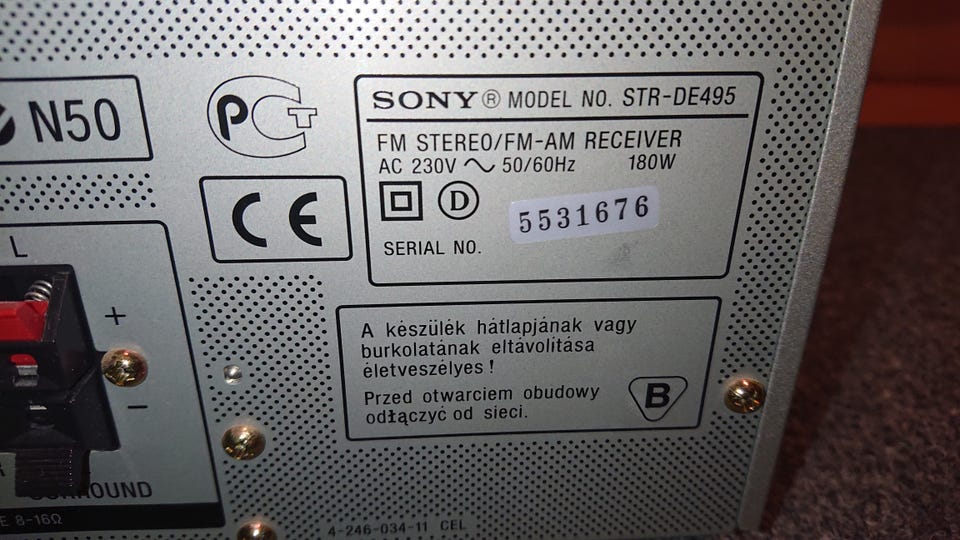 N50
PCT
SONY® MODEL NO. STR-DE495
FM STEREO/FM-AM RECEIVER
AC 230V ~ 50/60Hz 180W
D
5531676
SERIAL NO.
CE
L
+
−
A készülék hátlapjának vagy
burkolatának eltávolítása
életveszélyes !
Przed otwarciem obudowy
odłączyć od sieci.
B
SURROUND
8-16Ω
4-246-034-11 CEL